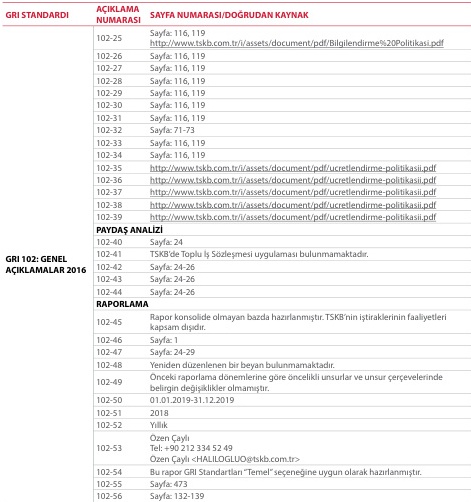 GRI STANDARDI AÇIKLAMA NUMARASI SAYFA NUMARASI/DOĞRUDAN KAYNAK
GRI 102: GENEL AÇIKLAMALAR 2016
102-25 Sayfa: 116, 119
http://www.tskb.com.tr/i/assets/document/pdf/Bilgilendirme%20Politikasi.pdf
102-26 Sayfa: 116, 119
102-27 Sayfa: 116, 119
102-28 Sayfa: 116, 119
102-29 Sayfa: 116, 119
102-30 Sayfa: 116, 119
102-31 Sayfa: 116, 119
102-32 Sayfa: 71-73
102-33 Sayfa: 116, 119
102-34 Sayfa: 116, 119
102-35 http://www.tskb.com.tr/i/assets/document/pdf/ucretlendirme-politikasii.pdf
102-36 http://www.tskb.com.tr/i/assets/document/pdf/ucretlendirme-politikasii.pdf
102-37 http://www.tskb.com.tr/i/assets/document/pdf/ucretlendirme-politikasii.pdf
102-38 http://www.tskb.com.tr/i/assets/document/pdf/ucretlendirme-politikasii.pdf
102-39 http://www.tskb.com.tr/i/assets/document/pdf/ucretlendirme-politikasii.pdf
PAYDAŞ ANALİZİ
102-40 Sayfa: 24
102-41 TSKB'de Toplu İş Sözleşmesi uygulaması bulunmamaktadır.
102-42 Sayfa: 24-26
102-43 Sayfa: 24-26
102-44 Sayfa: 24-26
RAPORLAMA
102-45 Rapor konsolide olmayan bazda hazırlanmıştır. TSKB'nin iştiraklerinin faaliyetleri
kapsam dışıdır.
102-46 Sayfa: 1
102-47 Sayfa: 24-29
102-48 Yeniden düzenlenen bir beyan bulunmamaktadır.
102-49 Önceki raporlama dönemlerine göre öncelikli unsurlar ve unsur çerçevelerinde
belirgin değişiklikler olmamıştır.
102-50 01.01.2019-31.12.2019
102-51 2018
102-52 Yıllık
102-53 Özen Çaylı
Tel: +90 212 334 52 49
Özen Çaylı <HALILOGLUO@tskb.com.tr>
102-54 Bu rapor GRI Standartları "Temel" seçeneğine uygun olarak hazırlanmıştır.
102-55 Sayfa: 473
102-56 Sayfa: 132-139